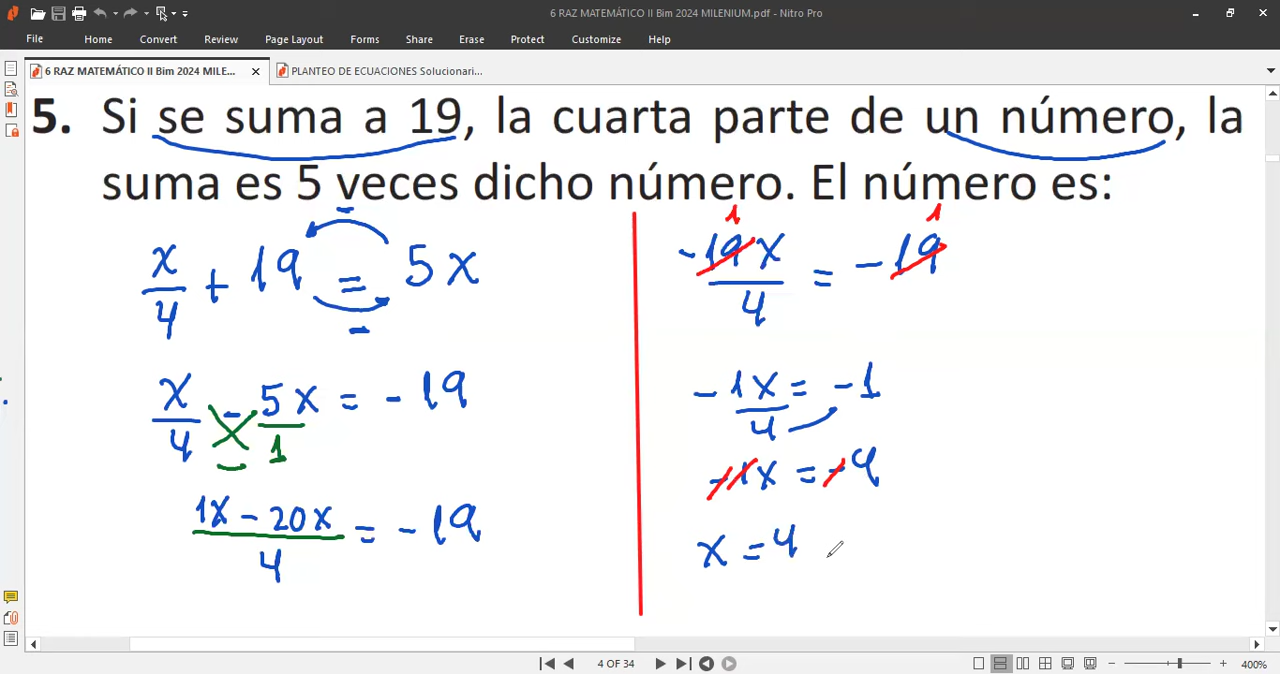 6 RAZ MATEMÁTICO II Bim 2024 MILENIUM.pdf - Nitro Pro
File Home Convert Review Page Layout Forms Share Erase Protect Customize Help
6 RAZ MATEMÁTICO II Bim 2024 MILE... × PLANTEO DE ECUACIONES Solucionari...
5. Si se suma a 19, la cuarta parte de un número, la
suma es 5 veces dicho número. El número es:
-
x/4 + 19 = 5x
-
x/4 - 5x/1 = - 19
1x - 20x/4 = - 19
1 1
- 19x/4 = - 19
- 1x/4 = - 1
- 1x = - 4
x = 4
4 OF 34
400%